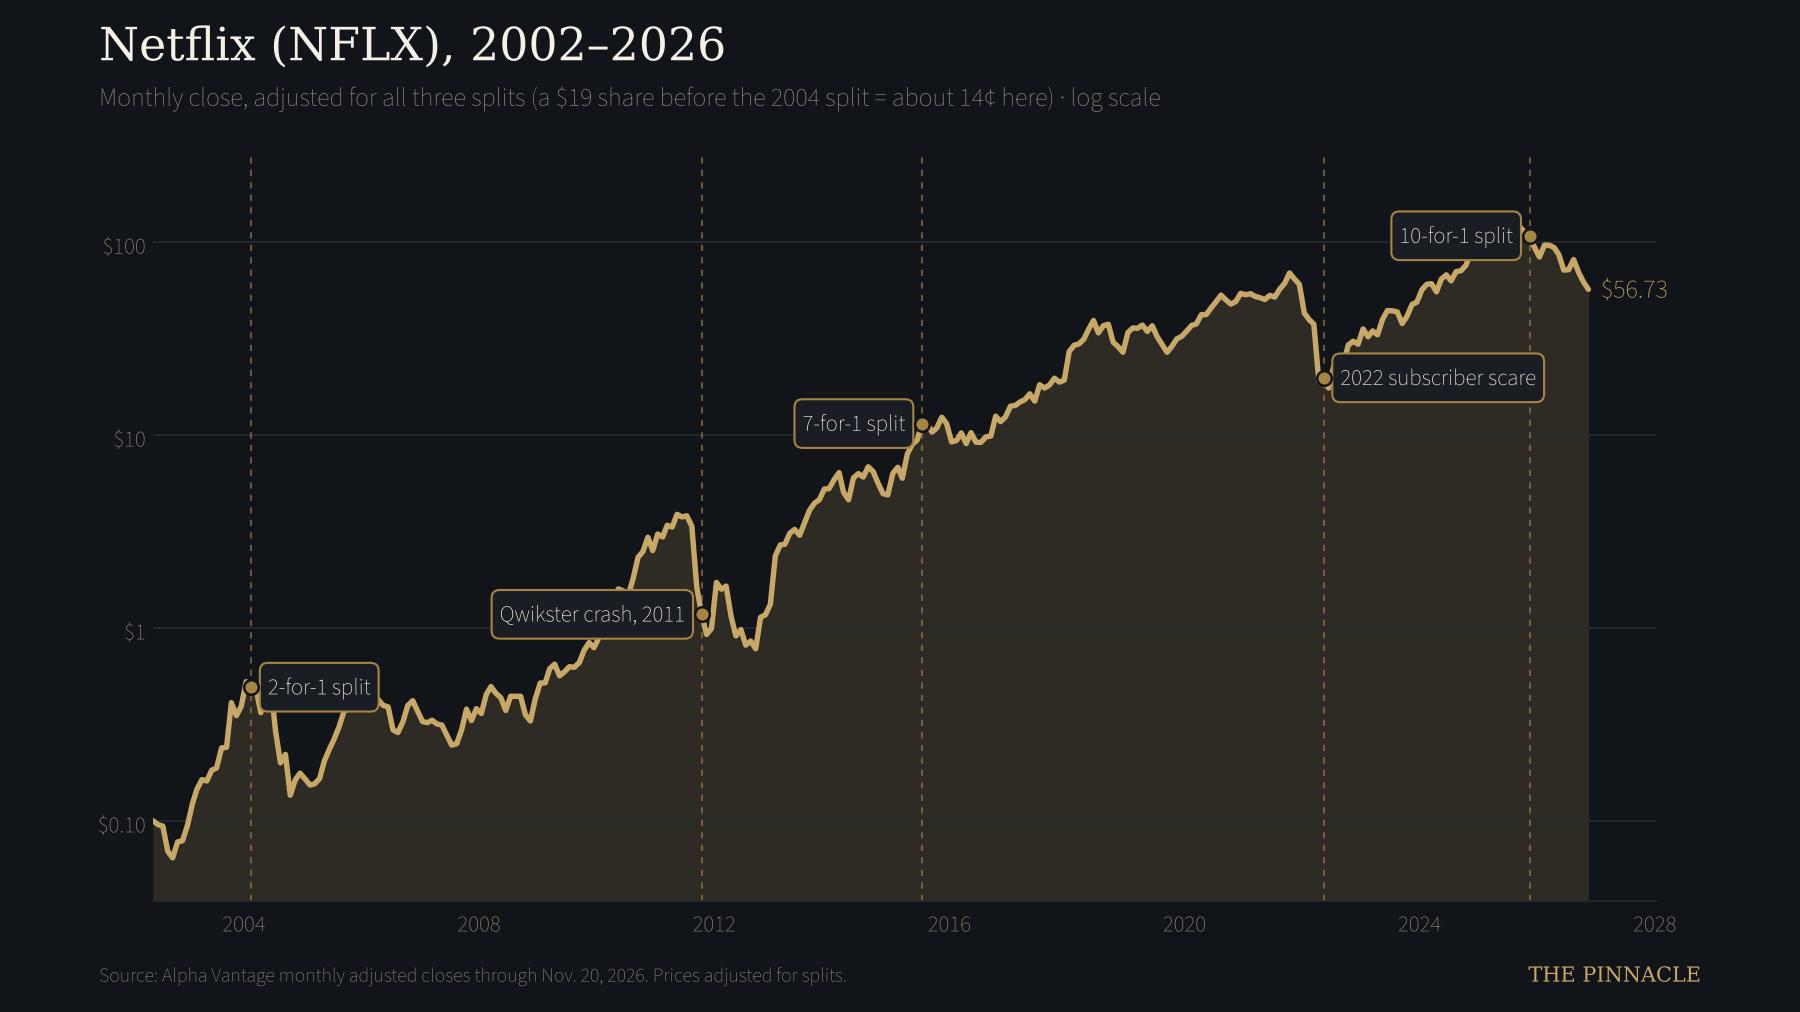 Netflix (NFLX), 2002–2026
Monthly close, adjusted for all three splits (a $19 share before the 2004 split = about 14¢ here) · log scale
$100
10-for-1 split
$56.73
2022 subscriber scare
7-for-1 split
$10
Qwikster crash, 2011
$1
2-for-1 split
$0.10
2004 2008 2012 2016 2020 2024 2028
Source: Alpha Vantage monthly adjusted closes through Nov. 20, 2026. Prices adjusted for splits.
THE PINNACLE